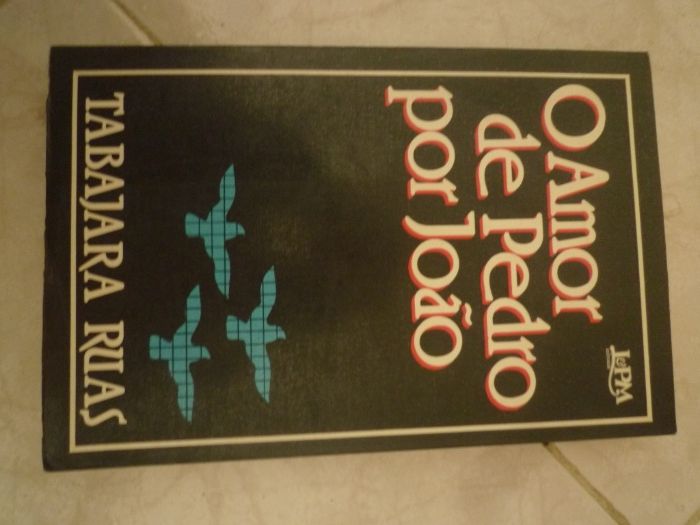 O Amor
de Pedro
por João
L&PM
TABAJARA RUAS